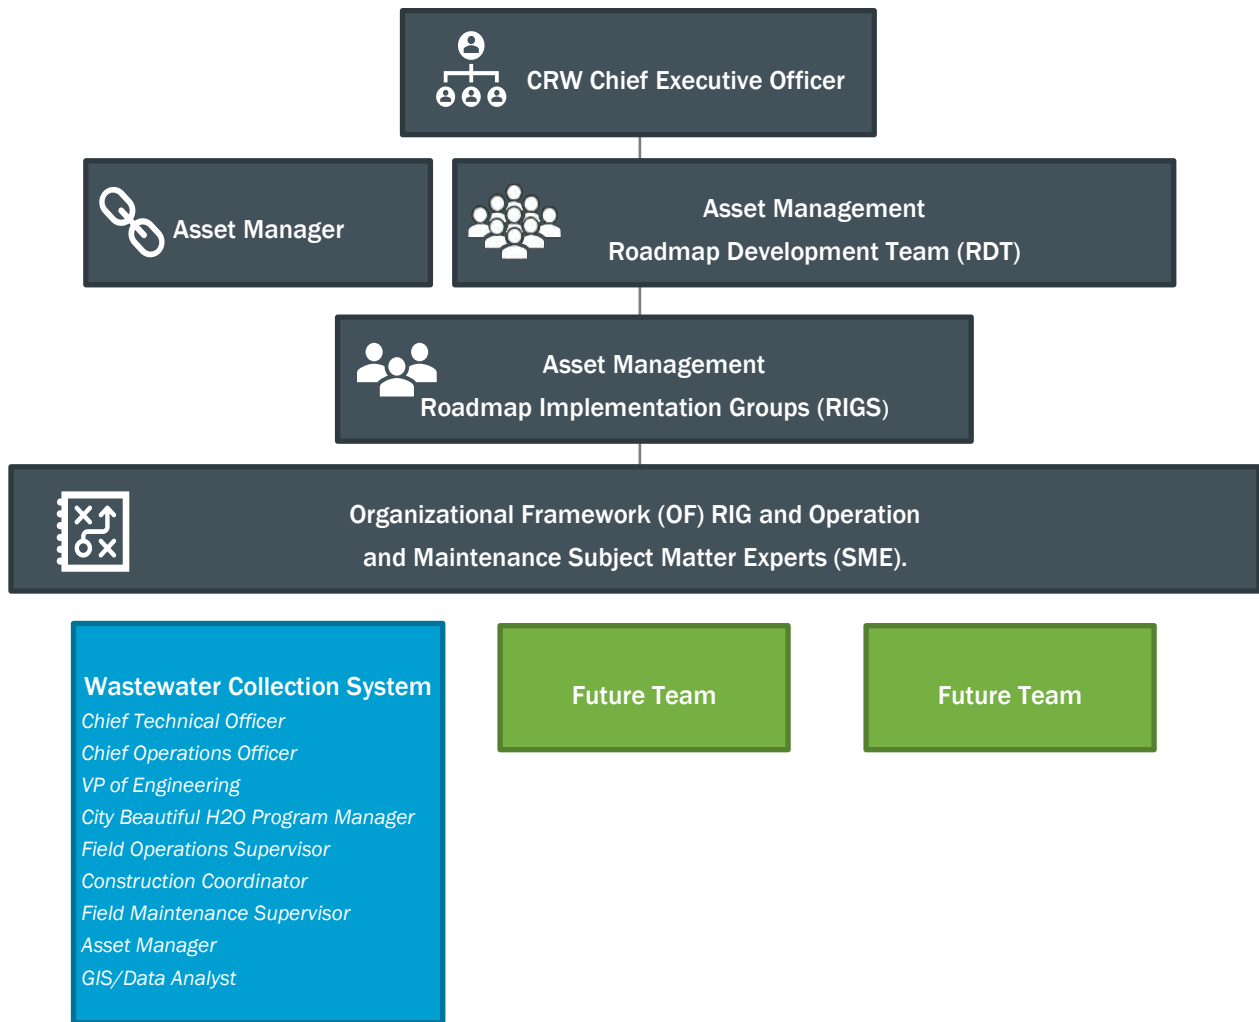 CRW Chief Executive Officer
Asset Manager
Asset Management
Roadmap Development Team (RDT)
Asset Management
Roadmap Implementation Groups (RIGS)
Organizational Framework (OF) RIG and Operation
and Maintenance Subject Matter Experts (SME).
Wastewater Collection System
Chief Technical Officer
Chief Operations Officer
VP of Engineering
City Beautiful H2O Program Manager
Field Operations Supervisor
Construction Coordinator
Field Maintenance Supervisor
Asset Manager
GIS/Data Analyst
Future Team
Future Team